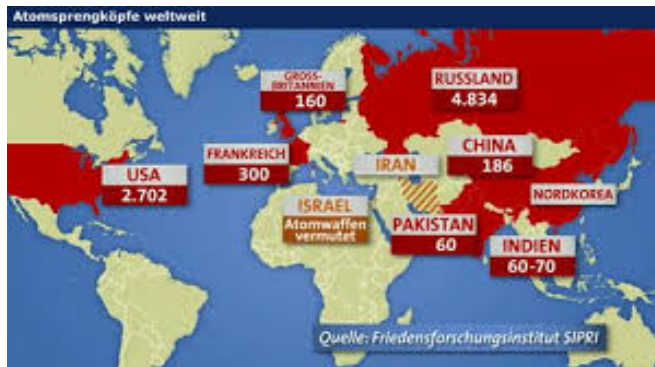 Atomsprengköpfe weltweit
GROSS-
BRITANNIEN
160
RUSSLAND
4.834
FRANKREICH
300
IRAN
CHINA
186
USA
2.702
NORDKOREA
ISRAEL
Atomwaffen
vermutet
PAKISTAN
60
INDIEN
60-70
Quelle: Friedensforschungsinstitut SIPRI